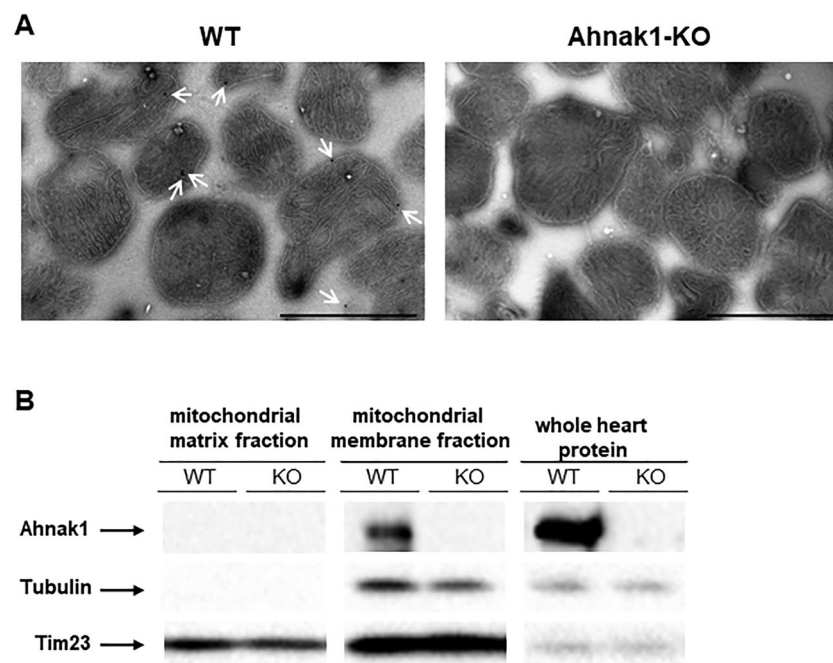 A
WT
Ahnak1-KO
B
mitochondrial
matrix fraction
mitochondrial
membrane fraction
whole heart
protein
WT
KO
WT
KO
WT
KO
Ahnak1
Tubulin
Tim23